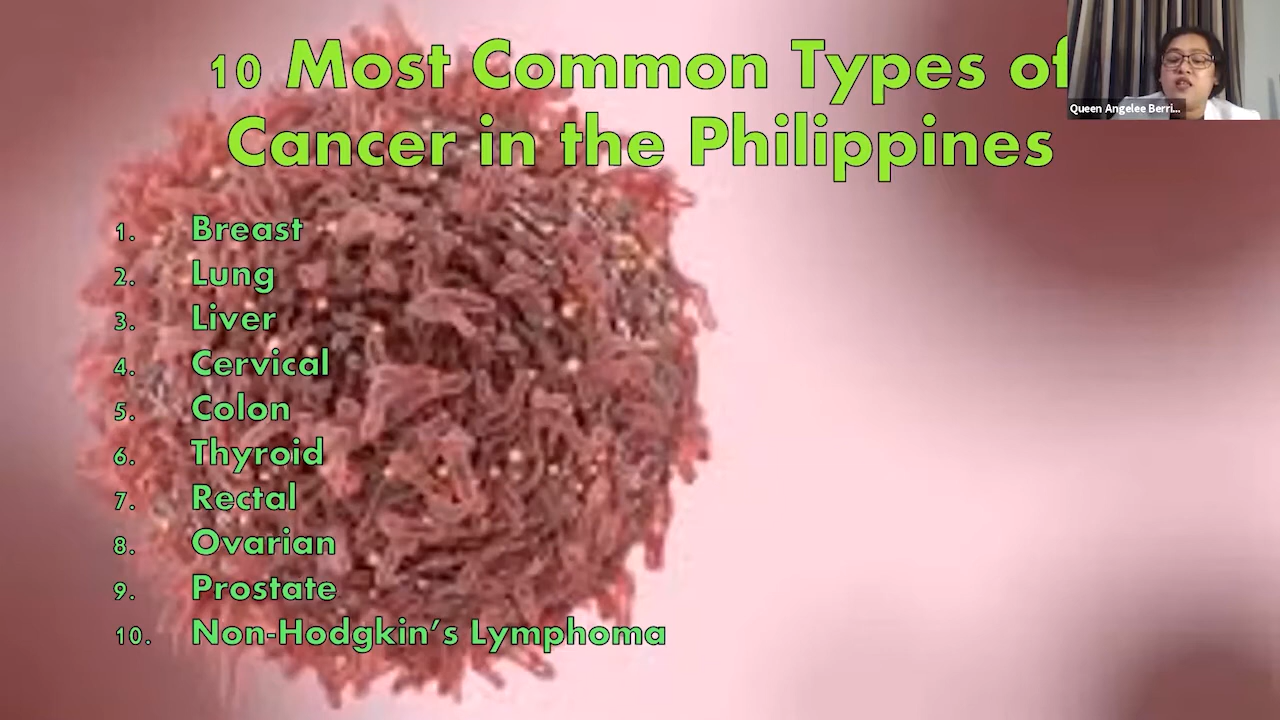 10 Most Common Types of
Cancer in the Philippines
1. Breast
2. Lung
3. Liver
4. Cervical
5. Colon
6. Thyroid
7. Rectal
8. Ovarian
9. Prostate
10. Non-Hodgkin’s Lymphoma
Queen Angelee Berri...